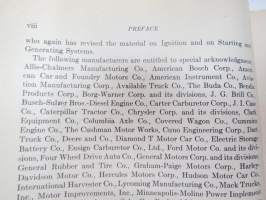 viii PREFACE
who again has revised the material on Ignition and on Starting and
Generating Systems.
The following manufacturers are entitled to special acknowledgment:
Allis-Chalmers Manufacturing Co., American Bosch Corp., American
Car and Foundry Motors Co., American Instrument Co., Aviation
Manufacturing Corp., Available Truck Co., The Buda Co., Bendix
Products Corp., Borg-Warner Corp. and its divisions, J. G. Brill Co.,
Busch-Sulzer Bros.-Diesel Engine Co., Carter Carburetor Corp., J. I. Case
Co., Caterpillar Tractor Co., Chrysler Corp. and its divisions, Clark
Equipment Co., Columbia Axle Co., Covered Wagon Co., Cummins
Engine Co., The Cushman Motor Works, Cuno Engineering Corp., Dart
Truck Co., Deere and Co., Diamond T Motor Car Co., Electric Storage
Battery Co., Ensign Carburetor Co. Ltd., Ford Motor Co. and its
divisions, Four Wheel Drive Auto Co., General Motors Corp. and its divisions,
General Rubber and Tire Co., Graham-Paige Motors Corp., Harley-
Davidson Motor Co., Hercules Motors Corp., Hudson Motor Car Co.
International Harvester Co., Lycoming Manufacturing Co., Mack Trucks,
Inc., Motor Improvements, Inc., Minneapolis-Moline Power Implement